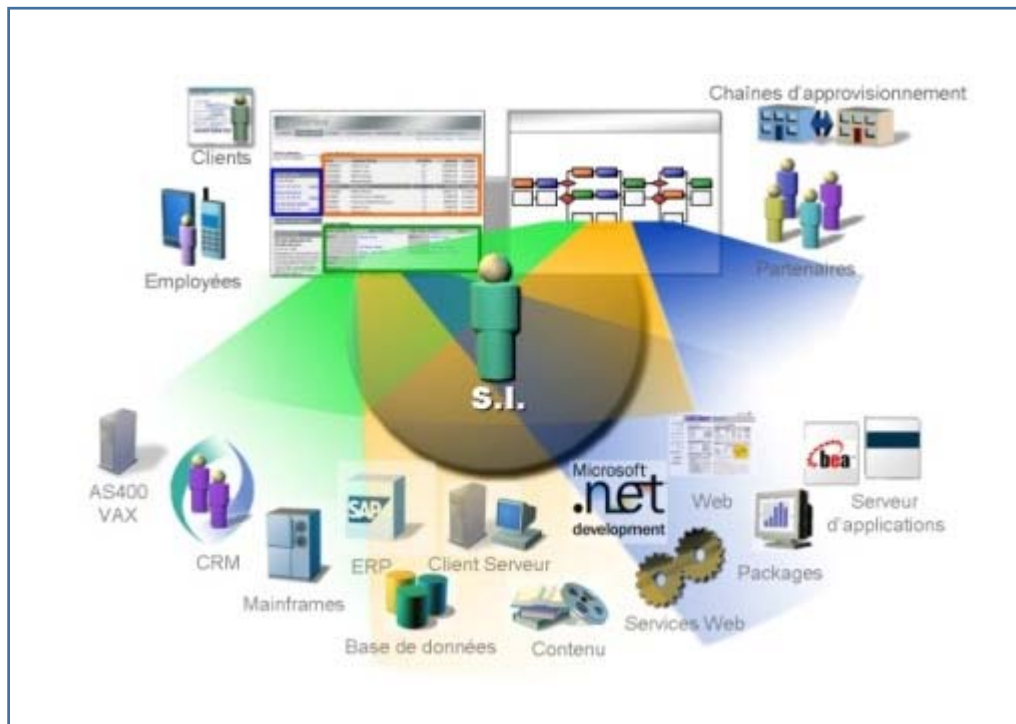 Chaînes d'approvisionnement
Clients
Employées
Partenaires
S.I.
AS400
VAX
CRM
Mainframes
SAP
ERP
Client Serveur
Base de données
Contenu
Microsoft
.net
development
Services Web
Web
Packages
bea
Serveur
d'applications